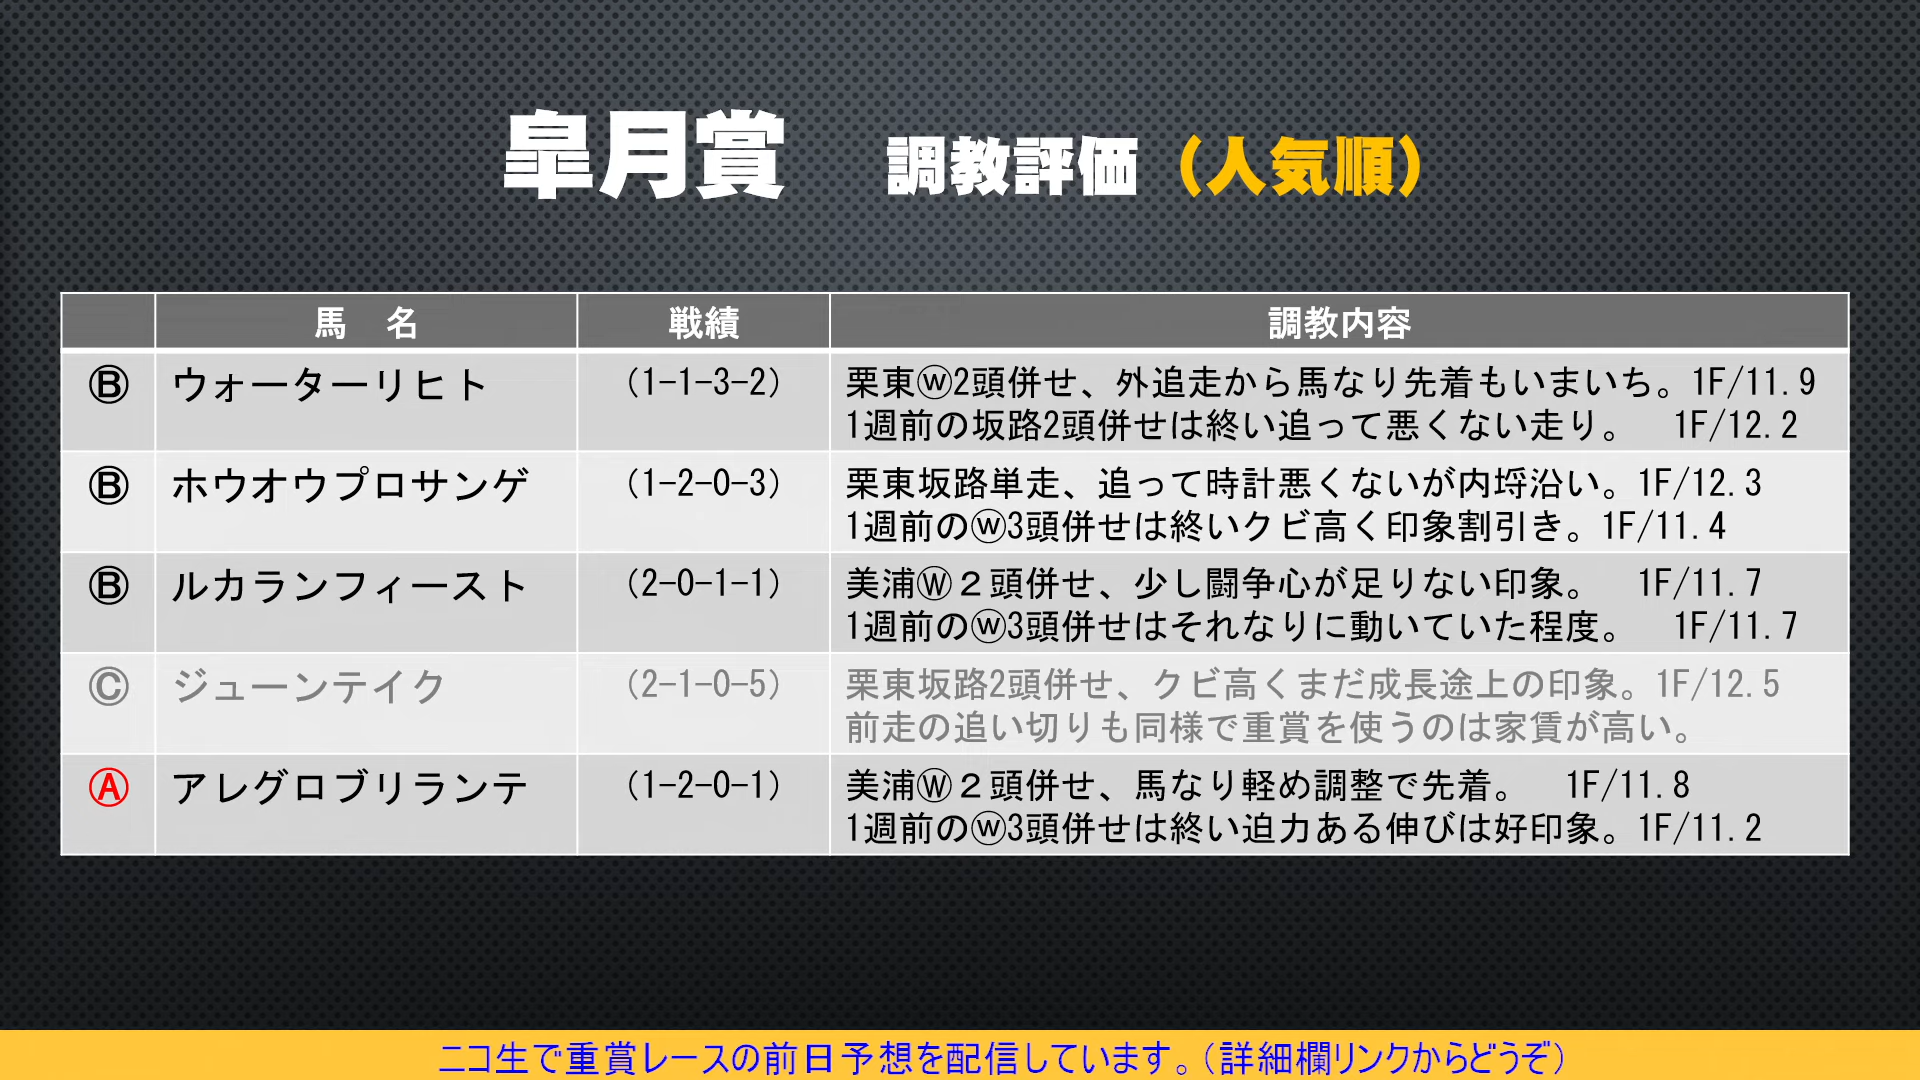 皐月賞　調教評価（人気順）
馬　名　戦績　調教内容
Ⓑ　ウォーターリヒト　（1-1-3-2）　栗東ⓦ2頭併せ、外追走から馬なり先着もいまいち。1F/11.9
1週前の坂路2頭併せは終い追って悪くない走り。　1F/12.2
Ⓑ　ホウオウプロサンゲ　（1-2-0-3）　栗東坂路単走、追って時計悪くないが内埒沿い。1F/12.3
1週前のⓦ3頭併せは終いクビ高く印象割引き。1F/11.4
Ⓑ　ルカランフィースト　（2-0-1-1）　美浦Ⓦ２頭併せ、少し闘争心が足りない印象。　1F/11.7
1週前のⓦ3頭併せはそれなりに動いていた程度。　1F/11.7
Ⓒ　ジューンテイク　（2-1-0-5）　栗東坂路2頭併せ、クビ高くまだ成長途上の印象。1F/12.5
前走の追い切りも同様で重賞を使うのは家賃が高い。
Ⓐ　アレグロブリランテ　（1-2-0-1）　美浦Ⓦ２頭併せ、馬なり軽め調整で先着。　1F/11.8
1週前のⓦ3頭併せは終い迫力ある伸びは好印象。1F/11.2
ニコ生で重賞レースの前日予想を配信しています。（詳細欄リンクからどうぞ）